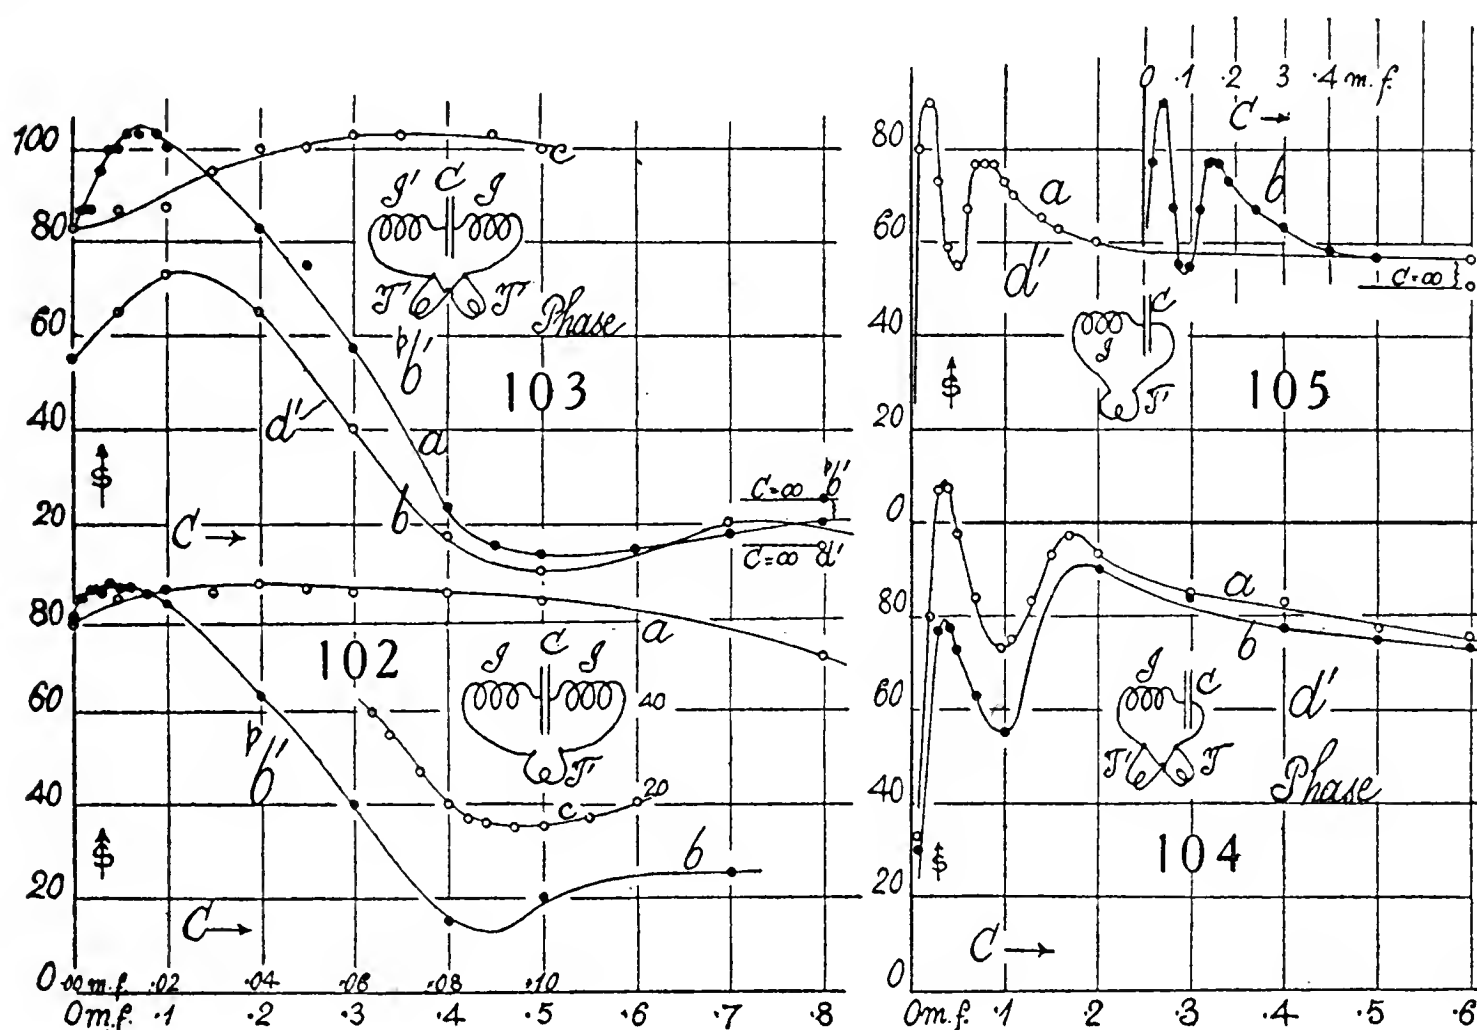 100
80
60
40
20
I' C I
T' T'
Phase
b'
a
c
d'
b
103
$
C →
C=∞ b'
C=∞ d'
80
60
40
20
0
102
I C I
T'
a
40
20
c
b'
b
$
C →
.00 m.f. .02 .04 .06 .08 .10
0 m.f. .1 .2 .3 .4 .5 .6 .7 .8
0 .1 .2 3 .4 m.f.
C →
80
60
40
20
a
b
d'
C=∞
C
I
T'
$
105
0
80
60
40
20
0
a
b
I C
d'
T' T
Phase
104
$
C →
0 m.f. .1 .2 .3 .4 .5 .6